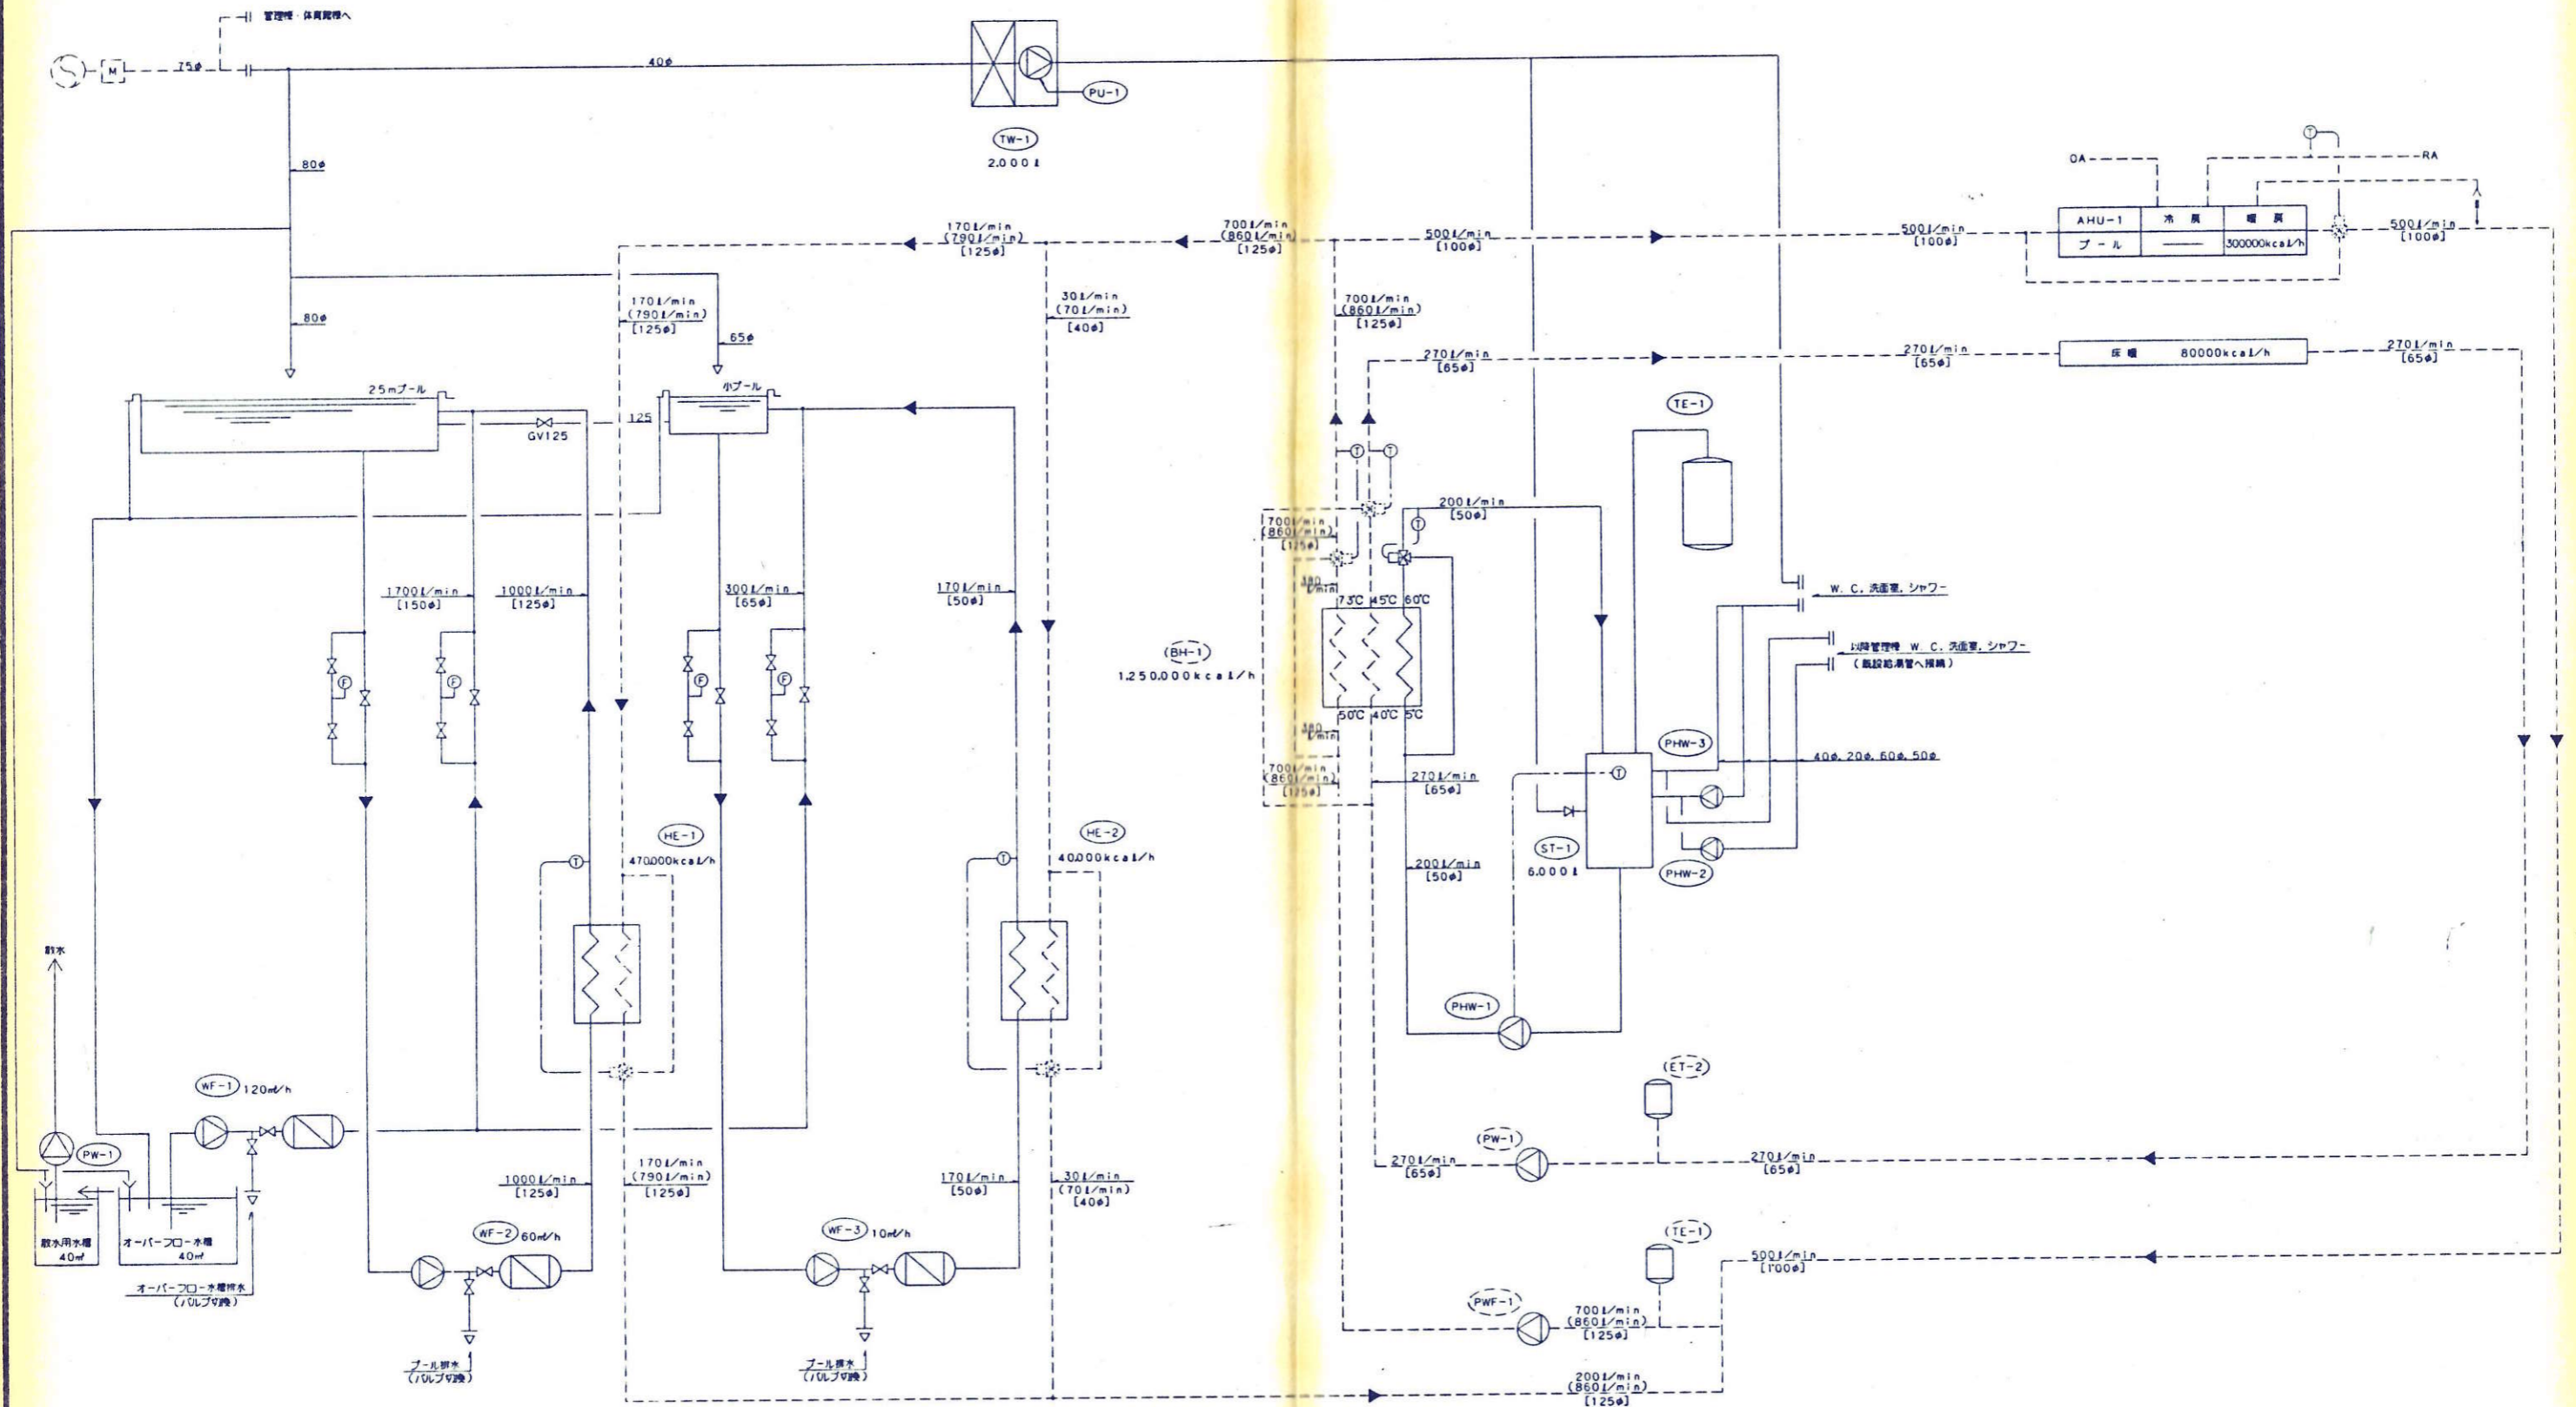 管理棟・体育館棟へ
M
75φ
40φ
PU-1
TW-1
2.000ℓ
80φ
80φ
65φ
T
OA
RA
AHU-1 冷房 暖房
プール —— 300000kcaℓ/h
170ℓ/min
(790ℓ/min)
[125φ]
700ℓ/min
(860ℓ/min)
[125φ]
500ℓ/min
[100φ]
500ℓ/min
[100φ]
500ℓ/min
[100φ]
170ℓ/min
(790ℓ/min)
[125φ]
30ℓ/min
(70ℓ/min)
[40φ]
700ℓ/min
(860ℓ/min)
[125φ]
270ℓ/min
[65φ]
270ℓ/min
[65φ]
床暖 80000kcaℓ/h
270ℓ/min
[65φ]
25mプール
GV125
125
小プール
TE-1
T
T
200ℓ/min
[50φ]
T
700ℓ/min
(860ℓ/min)
[125φ]
380
ℓ/min
73℃ 45℃ 60℃
BH-1
1.250.000kcaℓ/h
50℃ 40℃ 5℃
380
ℓ/min
700ℓ/min
(860ℓ/min)
[125φ]
270ℓ/min
[65φ]
200ℓ/min
[50φ]
1700ℓ/min
[150φ]
1000ℓ/min
[125φ]
300ℓ/min
[65φ]
170ℓ/min
[50φ]
F
F
F
F
W.C,洗面室,シャワー
以降管理棟 W.C,洗面室,シャワー
(既設給湯管へ接続)
PHW-3
40φ,20φ,60φ,50φ
T
ST-1
6.000ℓ
PHW-2
PHW-1
T
HE-1
470000kcaℓ/h
T
HE-2
40000kcaℓ/h
散水
WF-1 120㎥/h
PW-1
散水用水槽
40㎥
オーバーフロー水槽
40㎥
オーバーフロー水槽排水
(バルブ切換)
1000ℓ/min
[125φ]
170ℓ/min
(790ℓ/min)
[125φ]
WF-2 60㎥/h
プール排水
(バルブ切換)
170ℓ/min
[50φ]
30ℓ/min
(70ℓ/min)
[40φ]
WF-3 10㎥/h
プール排水
(バルブ切換)
ET-2
PW-1
270ℓ/min
[65φ]
270ℓ/min
[65φ]
TE-1
500ℓ/min
[100φ]
PWF-1
700ℓ/min
(860ℓ/min)
[125φ]
200ℓ/min
(860ℓ/min)
[125φ]